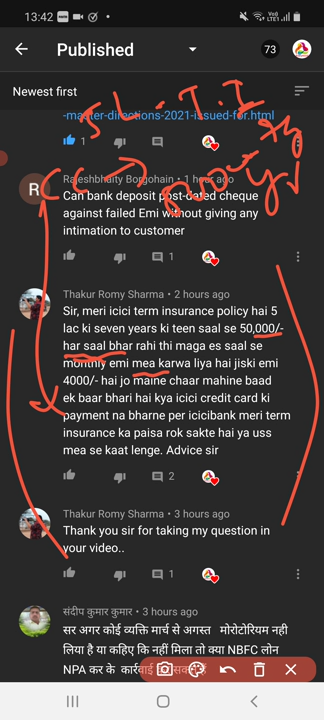 13:42
Published
73
Newest first
-master-directions-2021-issued-for.html
1
Rajeshbhaity Borgohain • 1 hour ago
Can bank deposit post-dated cheque
against failed Emi without giving any
intimation to customer
1
Thakur Romy Sharma • 2 hours ago
Sir, meri icici term insurance policy hai 5
lac ki seven years ki teen saal se 50,000/-
har saal bhar rahi thi maga es saal se
monthly emi mea karwa liya hai jiski emi
4000/- hai jo maine chaar mahine baad
ek baar bhari hai kya icici credit card ki
payment na bharne per icicibank meri term
insurance ka paisa rok sakte hai ya uss
mea se kaat lenge. Advice sir
2
Thakur Romy Sharma • 3 hours ago
Thank you sir for taking my question in
your video..
1
संदीप कुमार कुमार • 3 hours ago
सर अगर कोई व्यक्ति मार्च से अगस्त मोरोटोरियम नही
लिया है या कहिए कि नहीं मिला तो क्या NBFC लोन
NPA कर के